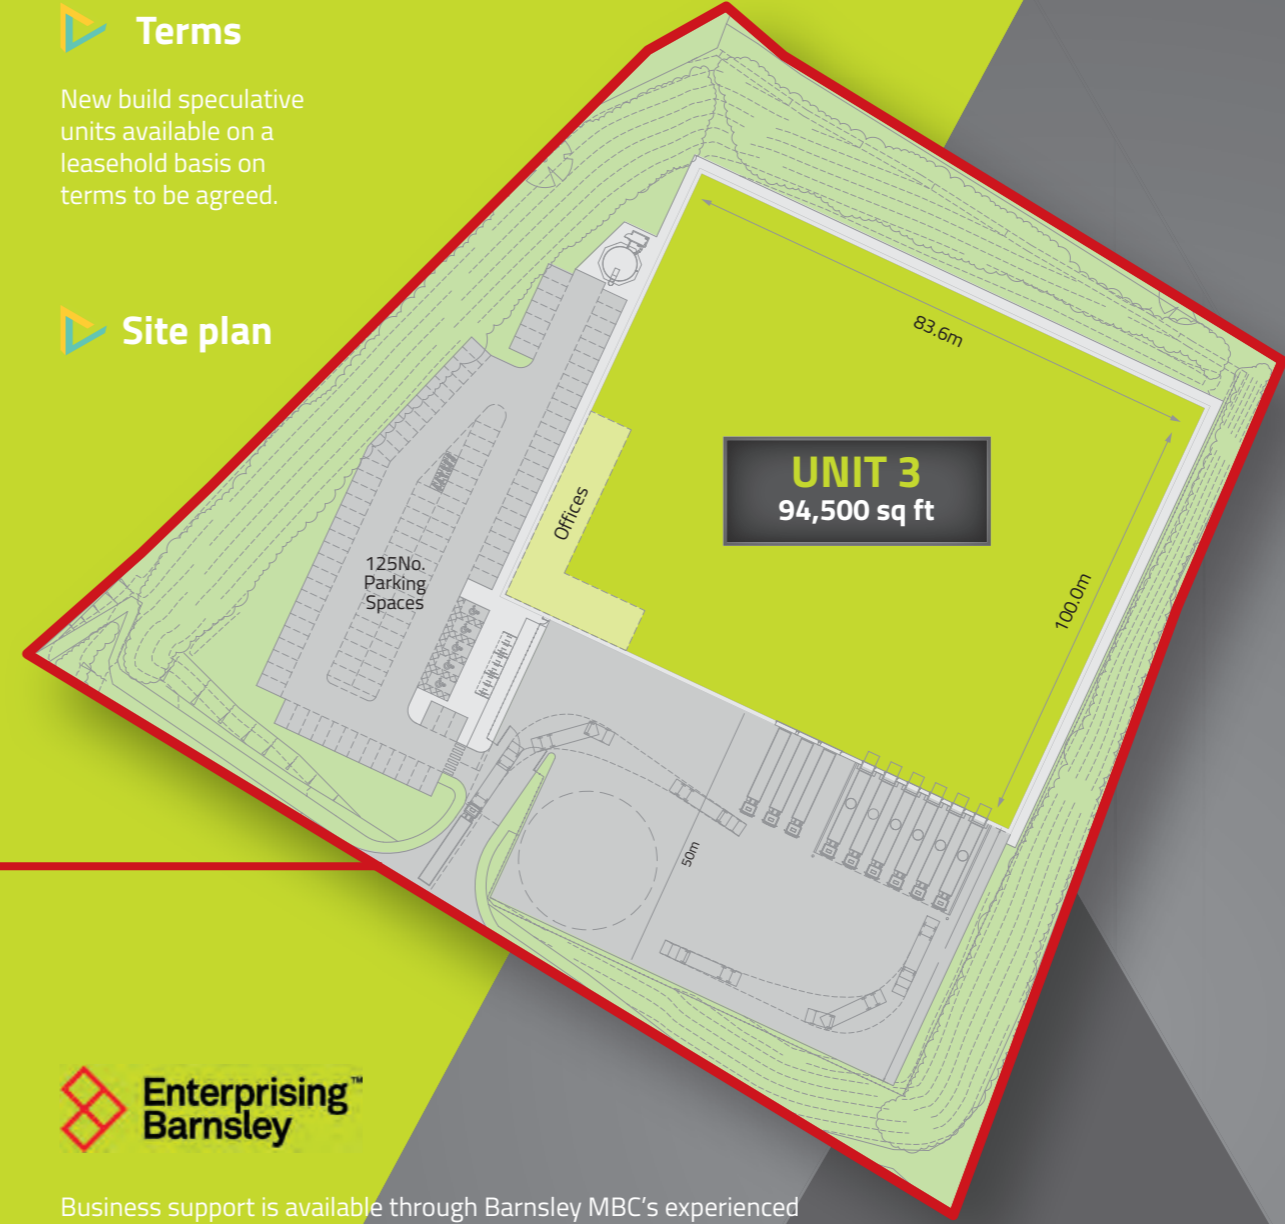 Terms
New build speculative
units available on a
leasehold basis on
terms to be agreed.
Site plan
83.6m
UNIT 3
94,500 sq ft
Offices
100.0m
125No.
Parking
Spaces
50m
Enterprising™
Barnsley
Business support is available through Barnsley MBC’s experienced